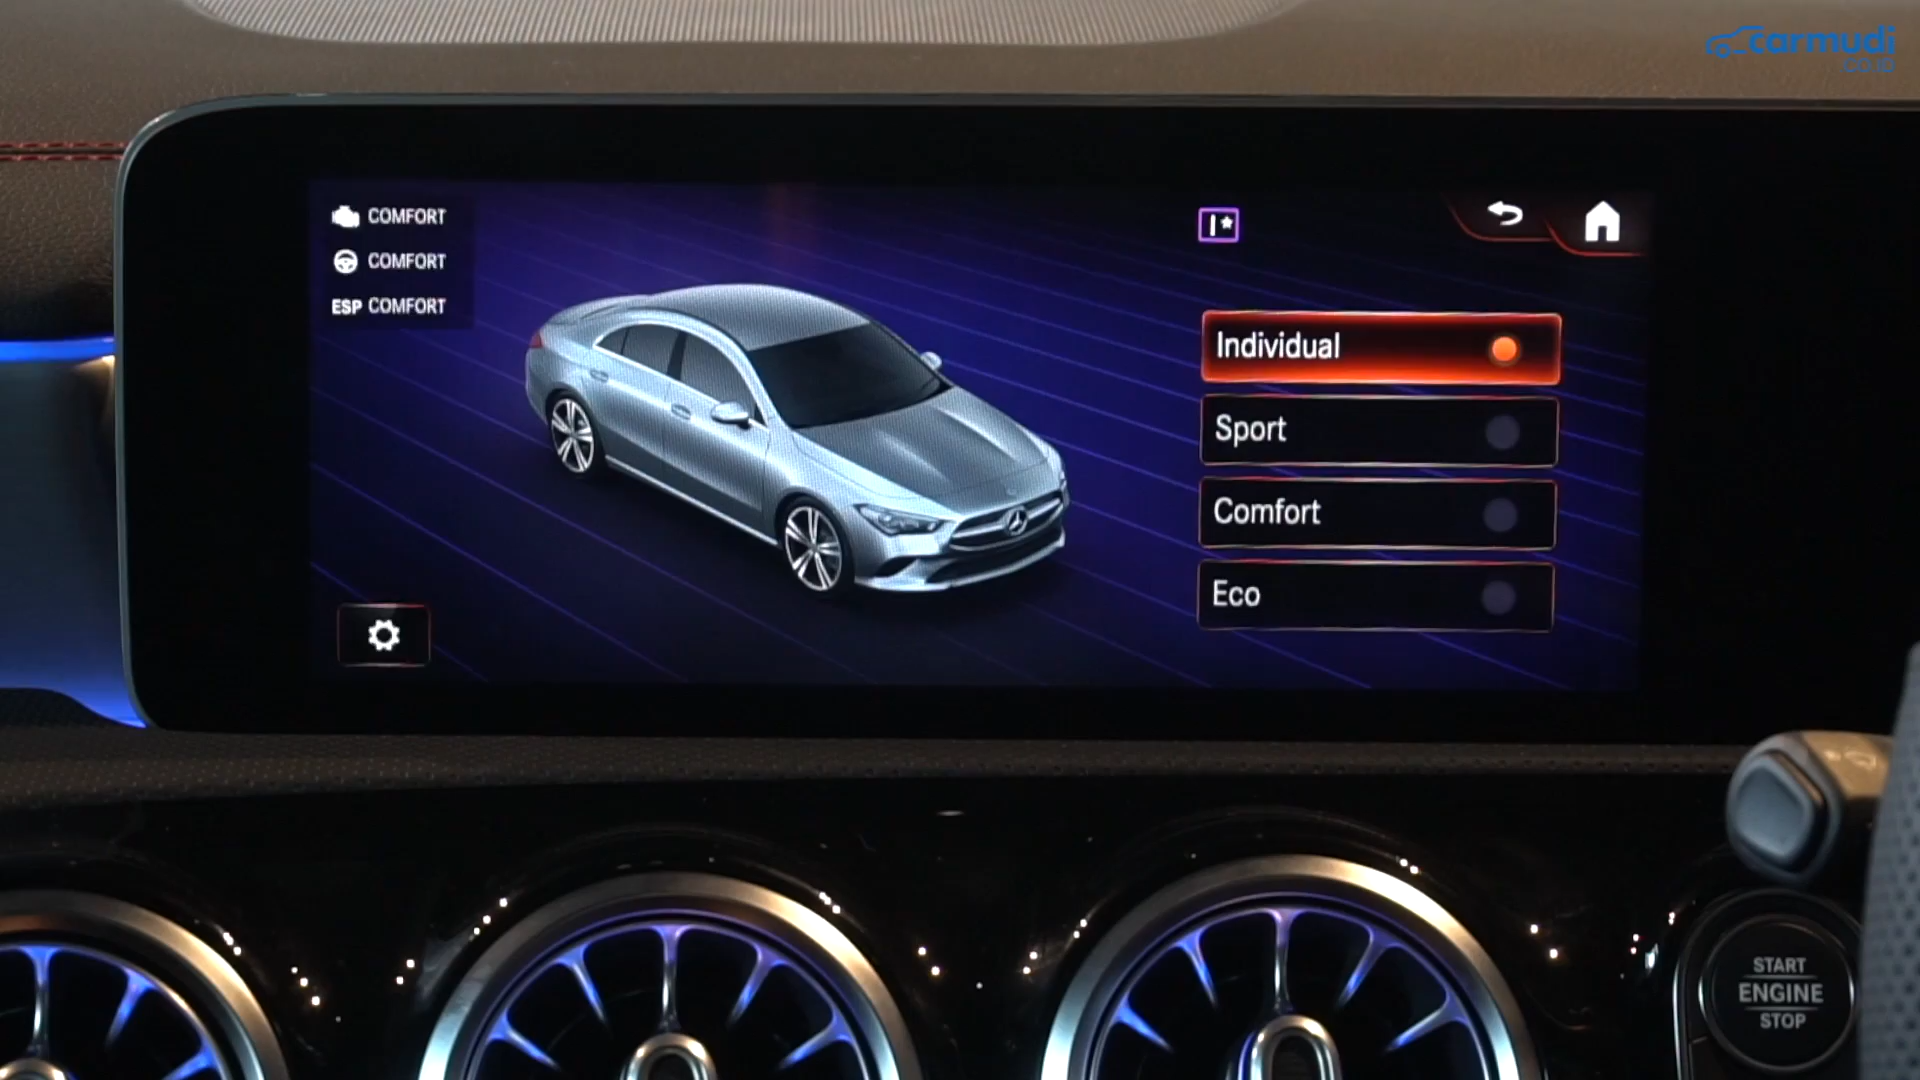 carmudi
.CO.ID
COMFORT
COMFORT
ESP COMFORT
Individual
Sport
Comfort
Eco
START
ENGINE
STOP